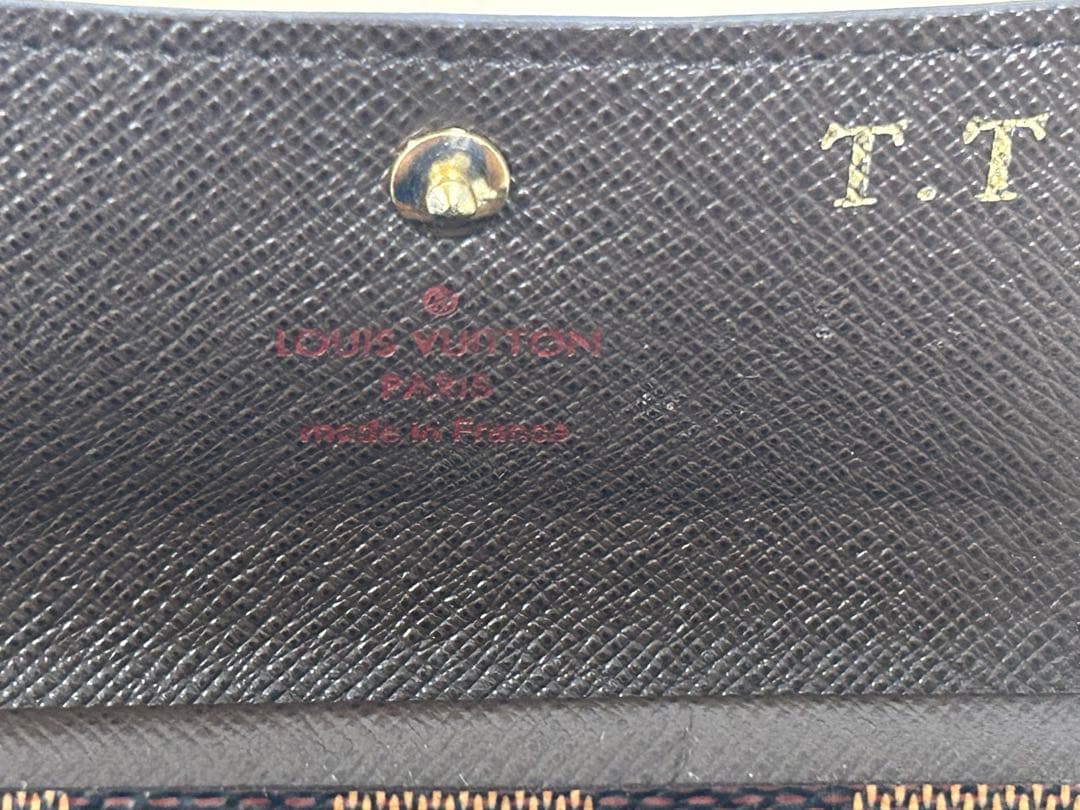 T.T
®
LOUIS VUITTON
PARIS
made in France